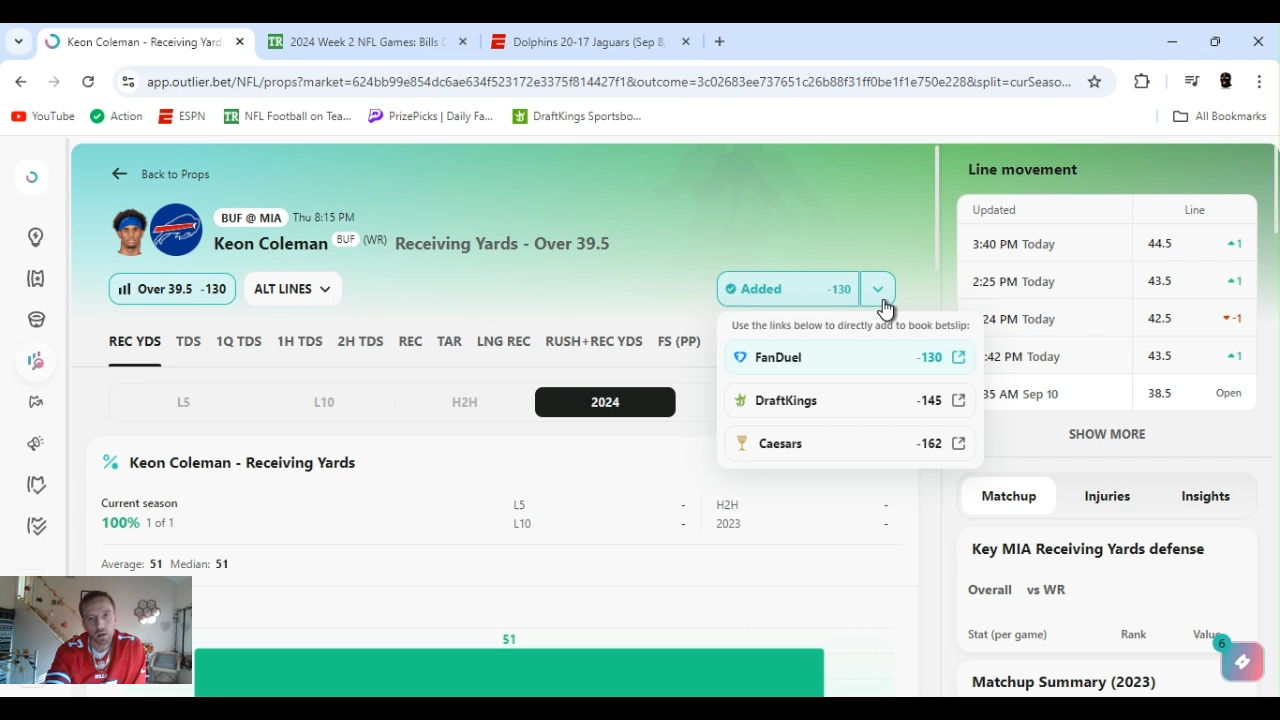 Keon Coleman - Receiving Yard
2024 Week 2 NFL Games: Bills
Dolphins 20-17 Jaguars (Sep 8,
app.outlier.bet/NFL/props?market=624bb99e854dc6ae634f523172e3375f814427f1&outcome=3c02683ee737651c26b88f31ff0be1f1e750e228&split=curSeaso...
YouTube
Action
ESPN
NFL Football on Tea...
PrizePicks | Daily Fa...
DraftKings Sportsbo...
All Bookmarks
Back to Props
BUF @ MIA Thu 8:15 PM
Keon Coleman BUF (WR) Receiving Yards - Over 39.5
Over 39.5 -130
ALT LINES
Added -130
Use the links below to directly add to book betslip:
FanDuel -130
DraftKings -145
Caesars -162
REC YDS TDS 1Q TDS 1H TDS 2H TDS REC TAR LNG REC RUSH+REC YDS FS (PP)
L5 L10 H2H 2024
Keon Coleman - Receiving Yards
Current season
100% 1 of 1
L5 -
L10 -
H2H -
2023 -
Average: 51 Median: 51
51
Line movement
Updated Line
3:40 PM Today 44.5 1
2:25 PM Today 43.5 1
24 PM Today 42.5 -1
:42 PM Today 43.5 1
35 AM Sep 10 38.5 Open
SHOW MORE
Matchup Injuries Insights
Key MIA Receiving Yards defense
Overall vs WR
Stat (per game) Rank Value
6
Matchup Summary (2023)